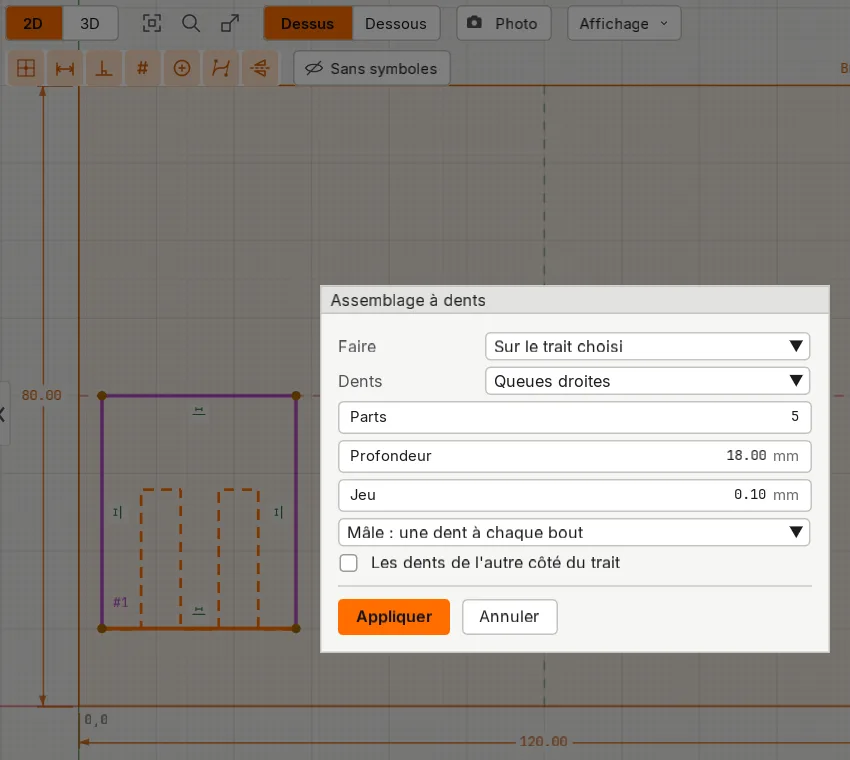 2D 3D Dessus Dessous Photo Affichage
# Sans symboles
80.00
Assemblage à dents
Faire Sur le trait choisi
Dents Queues droites
Parts 5
Profondeur 18.00 mm
Jeu 0.10 mm
Mâle : une dent à chaque bout
Les dents de l'autre côté du trait
#1
Appliquer Annuler
0,0
120.00